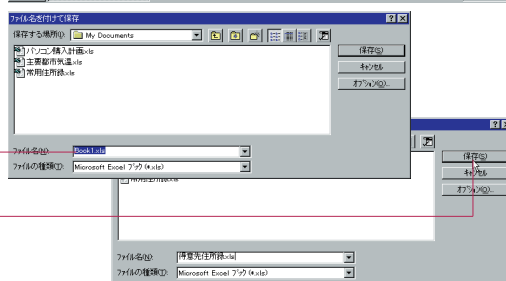 ファイル名を付けて保存
保存する場所(I): My Documents
保存(S)
パソコン購入計画.xls
主要都市気温.xls
常用住所録.xls
キャンセル
オプション(O)...
ファイル名(N): Book1.xls
ファイルの種類(T): Microsoft Excel ブック (*.xls)
保存(S)
キャンセル
オプション(O)...
ファイル名(N): 得意先住所録.xls
ファイルの種類(T): Microsoft Excel ブック (*.xls)